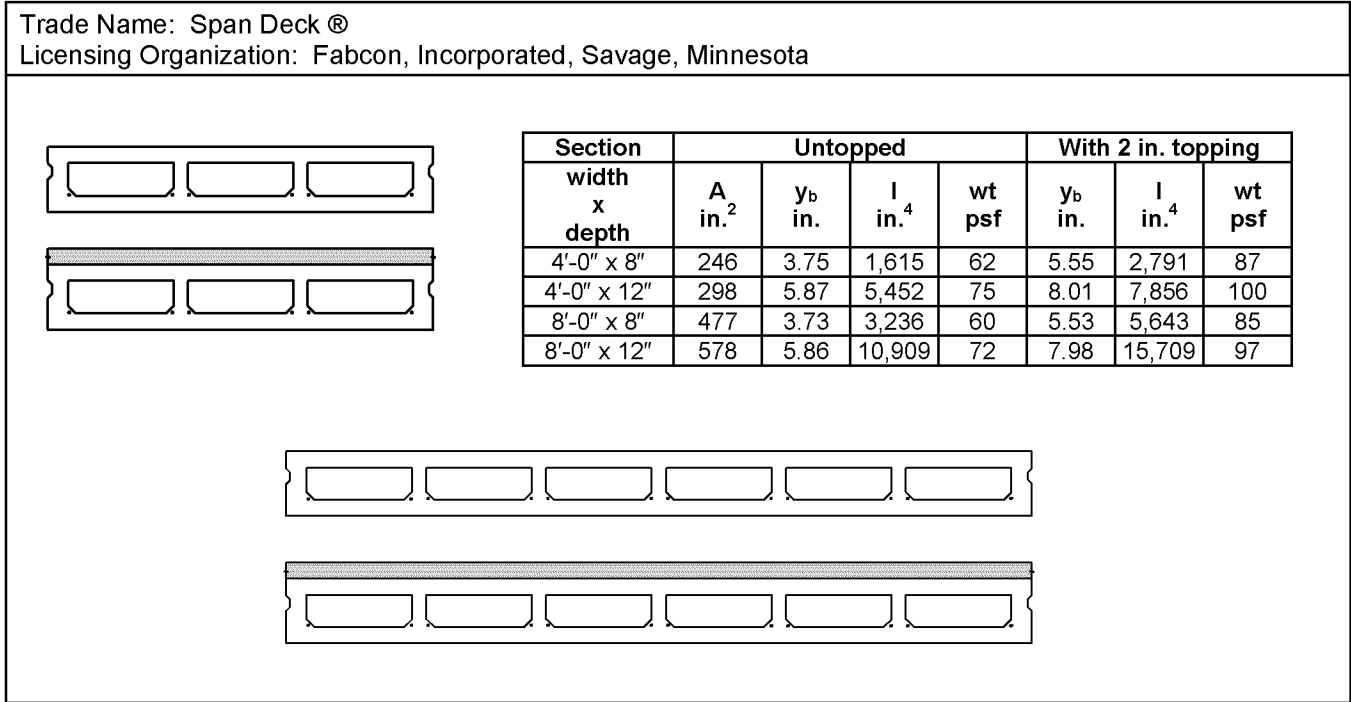 Trade Name: Span Deck ®
Licensing Organization: Fabcon, Incorporated, Savage, Minnesota
Section Untopped With 2 in. topping
width x depth A in.² yb in. I in.⁴ wt psf yb in. I in.⁴ wt psf
4'-0" x 8" 246 3.75 1,615 62 5.55 2,791 87
4'-0" x 12" 298 5.87 5,452 75 8.01 7,856 100
8'-0" x 8" 477 3.73 3,236 60 5.53 5,643 85
8'-0" x 12" 578 5.86 10,909 72 7.98 15,709 97